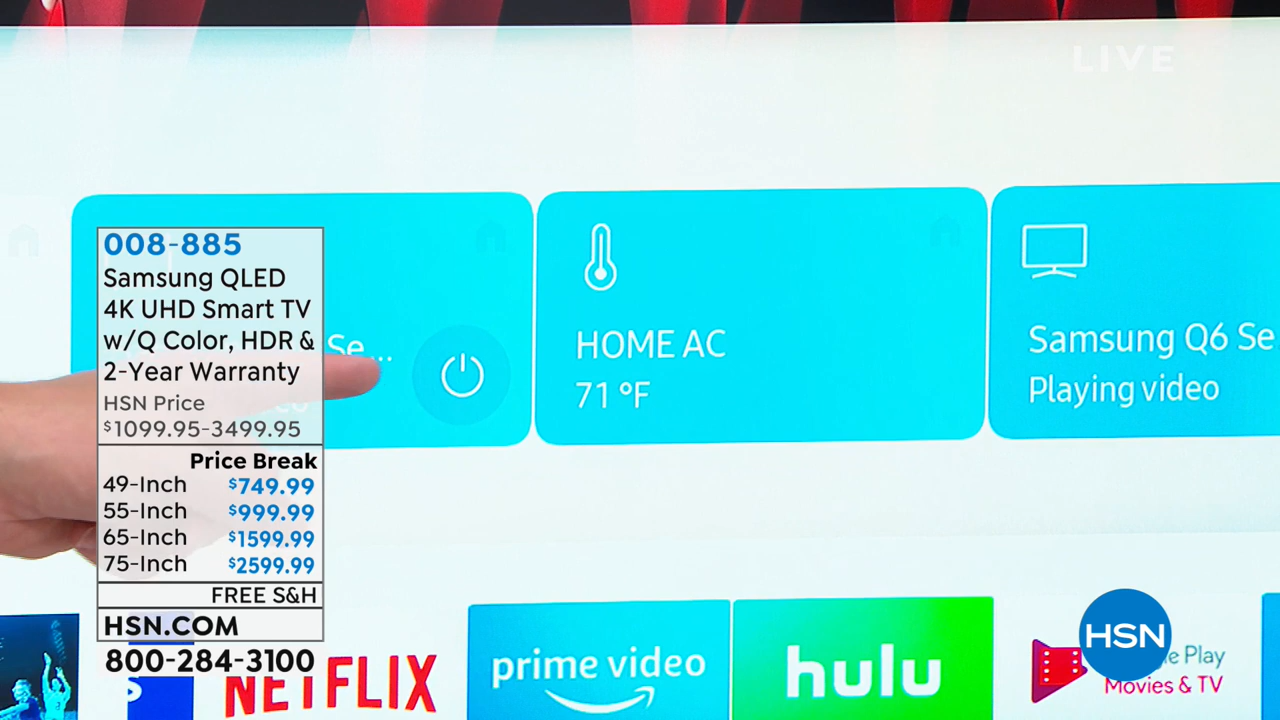 LIVE
008-885
Samsung QLED
4K UHD Smart TV
w/Q Color, HDR &
2-Year Warranty
HSN Price
$1099.95-3499.95
Price Break
49-Inch $749.99
55-Inch $999.99
65-Inch $1599.99
75-Inch $2599.99
FREE S&H
HSN.COM
800-284-3100
Se...
HOME AC
71 °F
Samsung Q6 Se
Playing video
NETFLIX
prime video
hulu
HSN
le Play
Movies & TV